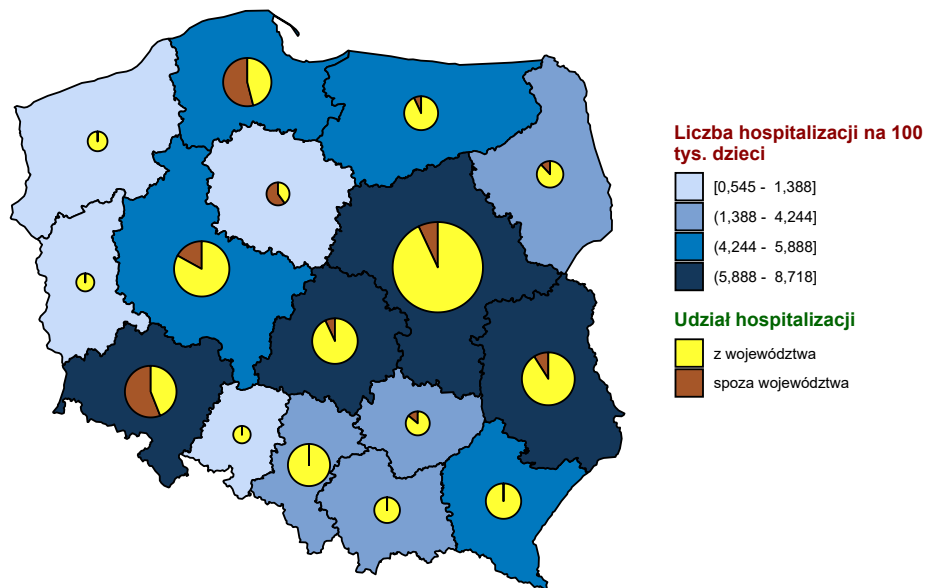 Liczba hospitalizacji na 100
tys. dzieci
[0,545 - 1,388]
(1,388 - 4,244]
(4,244 - 5,888]
(5,888 - 8,718]
Udział hospitalizacji
z województwa
spoza województwa